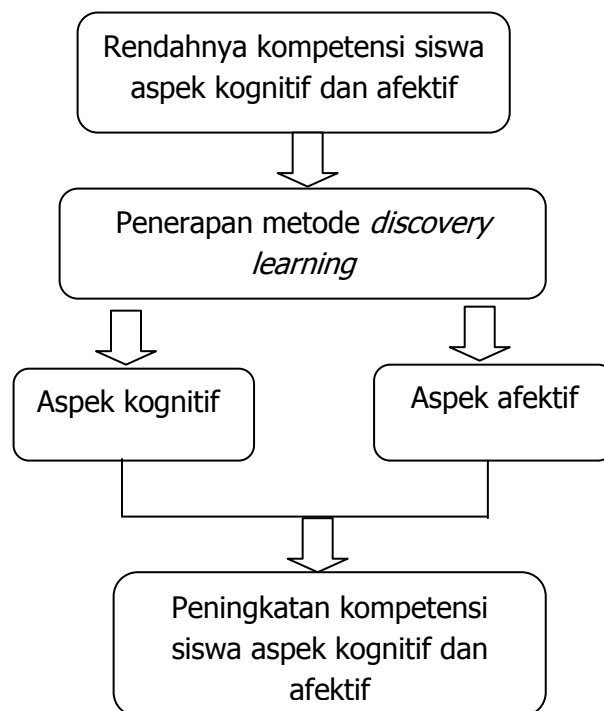 Rendahnya kompetensi siswa
aspek kognitif dan afektif
Penerapan metode discovery
learning
Aspek kognitif
Aspek afektif
Peningkatan kompetensi
siswa aspek kognitif dan
afektif